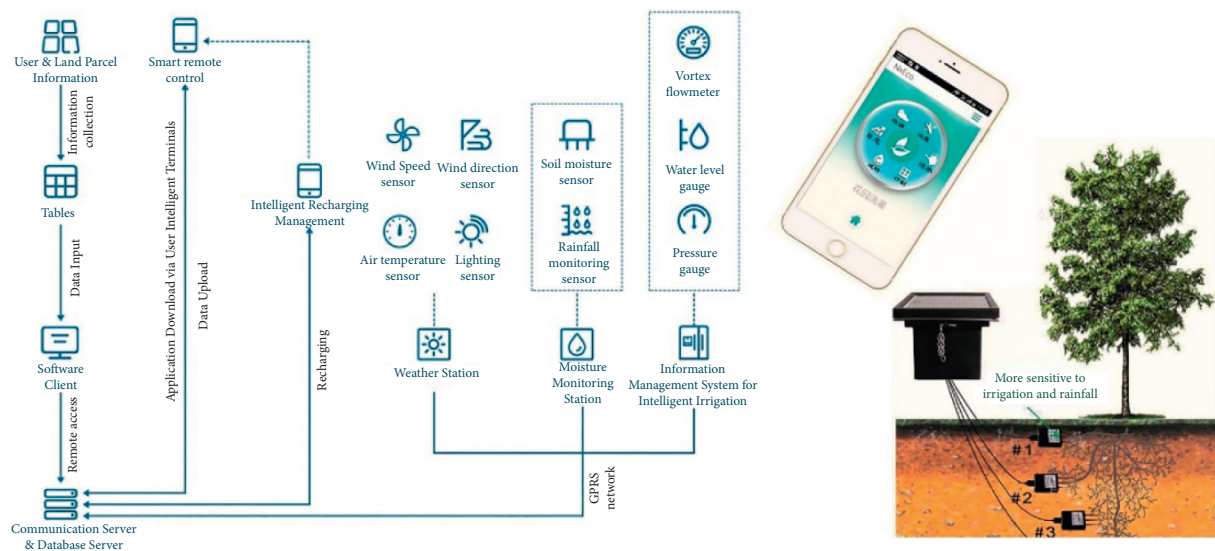 User & Land Parcel
Information
Information
collection
Tables
Data Input
Software
Client
Remote access
Communication Server
& Database Server
Smart remote
control
Application Download via User Intelligent Terminals
Data Upload
Intelligent Recharging
Management
Recharging
Wind Speed
sensor
Wind direction
sensor
Air temperature
sensor
Lighting
sensor
Weather Station
Soil moisture
sensor
Rainfall
monitoring
sensor
Moisture
Monitoring
Station
Vortex
flowmeter
Water level
gauge
Pressure
gauge
Information
Management System for
Intelligent Irrigation
GPRS
network
NxEco
More sensitive to
irrigation and rainfall
#1
#2
#3